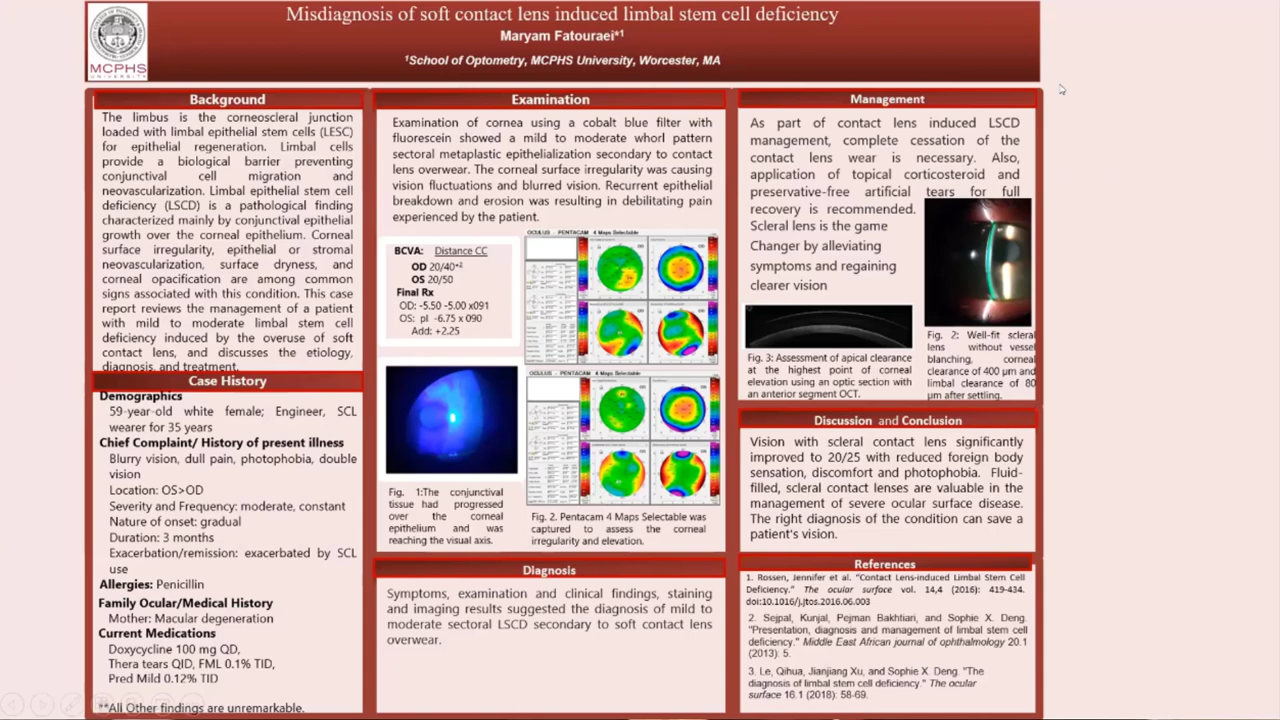 Misdiagnosis of soft contact lens induced limbal stem cell deficiency
Maryam Fatouraei*1
1School of Optometry, MCPHS University, Worcester, MA
MCPHS
UNIVERSITY
Background
The limbus is the corneoscleral junction
loaded with limbal epithelial stem cells (LESC)
for epithelial regeneration. Limbal cells
provide a biological barrier preventing
conjunctival cell migration and
neovascularization. Limbal epithelial stem cell
deficiency (LSCD) is a pathological finding
characterized mainly by conjunctival epithelial
growth over the corneal epithelium. Corneal
surface irregularity, epithelial or stromal
neovascularization, surface dryness, and
corneal opacification are among common
signs associated with this condition. This case
report reviews the management of a patient
with mild to moderate limbal stem cell
deficiency induced by the overuse of soft
contact lens, and discusses the etiology,
diagnosis, and treatment.
Case History
Demographics
59-year-old white female; Engineer, SCL
wearer for 35 years
Chief Complaint/ History of present illness
Blurry vision, dull pain, photophobia, double
vision
Location: OS>OD
Severity and Frequency: moderate, constant
Nature of onset: gradual
Duration: 3 months
Exacerbation/remission: exacerbated by SCL
use
Allergies: Penicillin
Family Ocular/Medical History
Mother: Macular degeneration
Current Medications
Doxycycline 100 mg QD,
Thera tears QID, FML 0.1% TID,
Pred Mild 0.12% TID
**All Other findings are unremarkable.
Examination
Examination of cornea using a cobalt blue filter with
fluorescein showed a mild to moderate whorl pattern
sectoral metaplastic epithelialization secondary to contact
lens overwear. The corneal surface irregularity was causing
vision fluctuations and blurred vision. Recurrent epithelial
breakdown and erosion was resulting in debilitating pain
experienced by the patient.
BCVA: Distance CC
OD 20/40+2
OS 20/50
Final Rx
OD: -5.50 -5.00 x091
OS: pl -6.75 x 090
Add: +2.25
OCULUS - PENTACAM 4 Maps Selectable
OCULUS - PENTACAM 4 Maps Selectable
Fig. 1:The conjunctival
tissue had progressed
over the corneal
epithelium and was
reaching the visual axis.
Fig. 2. Pentacam 4 Maps Selectable was
captured to assess the corneal
irregularity and elevation.
Diagnosis
Symptoms, examination and clinical findings, staining
and imaging results suggested the diagnosis of mild to
moderate sectoral LSCD secondary to soft contact lens
overwear.
Management
As part of contact lens induced LSCD
management, complete cessation of the
contact lens wear is necessary. Also,
application of topical corticosteroid and
preservative-free artificial tears for full
recovery is recommended.
Scleral lens is the game
Changer by alleviating
symptoms and regaining
clearer vision
Fig. 2: Well-fit scleral
lens without vessel
blanching, corneal
clearance of 400 µm and
limbal clearance of 80
µm after settling.
Fig. 3: Assessment of apical clearance
at the highest point of corneal
elevation using an optic section with
an anterior segment OCT.
Discussion and Conclusion
Vision with scleral contact lens significantly
improved to 20/25 with reduced foreign body
sensation, discomfort and photophobia. Fluid-
filled, scleral contact lenses are valuable in the
management of severe ocular surface disease.
The right diagnosis of the condition can save a
patient's vision.
References
1. Rossen, Jennifer et al. "Contact Lens-induced Limbal Stem Cell
Deficiency." The ocular surface vol. 14,4 (2016): 419-434.
doi:10.1016/j.jtos.2016.06.003
2. Sejpal, Kunjal, Pejman Bakhtiari, and Sophie X. Deng.
"Presentation, diagnosis and management of limbal stem cell
deficiency." Middle East African journal of ophthalmology 20.1
(2013): 5.
3. Le, Qihua, Jianjiang Xu, and Sophie X. Deng. "The
diagnosis of limbal stem cell deficiency." The ocular
surface 16.1 (2018): 58-69.